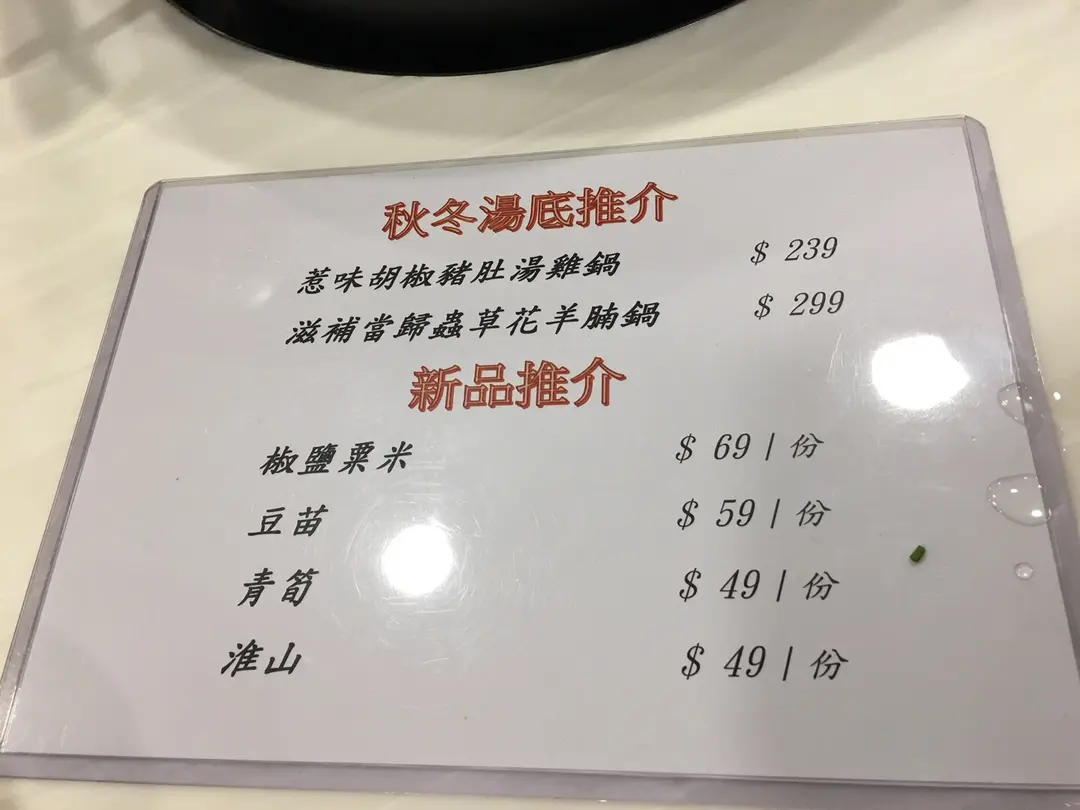 秋冬湯底推介
惹味胡椒豬肚湯雞鍋 $ 239
滋補當歸蟲草花羊腩鍋 $ 299
新品推介
椒鹽粟米 $ 69 / 份
豆苗 $ 59 / 份
青筍 $ 49 / 份
淮山 $ 49 / 份